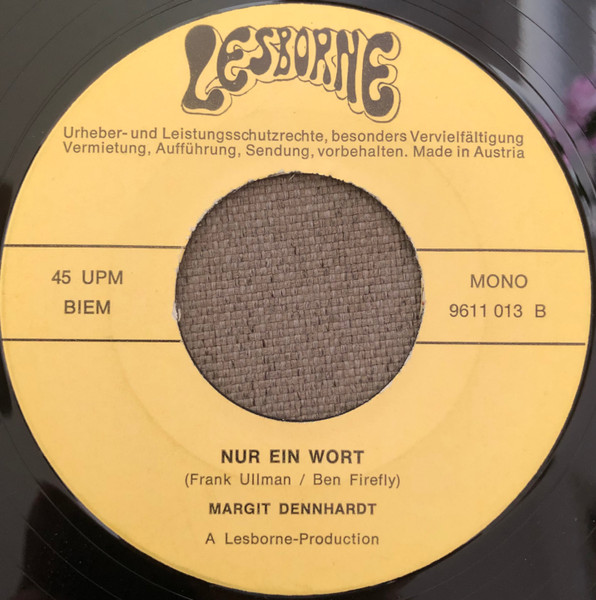 LESBORNE
Urheber- und Leistungsschutzrechte, besonders Vervielfältigung
Vermietung, Aufführung, Sendung, vorbehalten. Made in Austria
45 UPM
BIEM
MONO
9611 013 B
NUR EIN WORT
(Frank Ullman / Ben Firefly)
MARGIT DENNHARDT
A Lesborne-Production